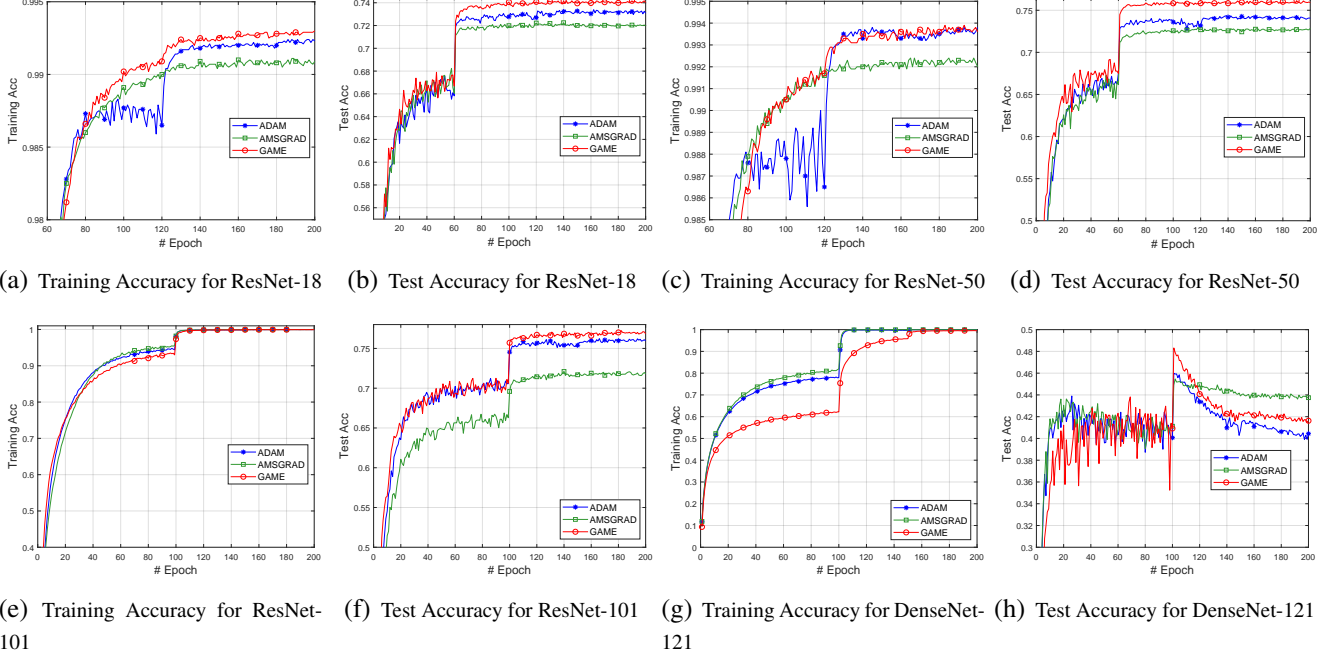 0.995
0.99
0.985
0.98
Training Acc
ADAM
AMSGRAD
GAME
60 80 100 120 140 160 180 200
# Epoch
(a) Training Accuracy for ResNet-18
0.74
0.72
0.7
0.68
0.66
0.64
0.62
0.6
0.58
0.56
Test Acc
ADAM
AMSGRAD
GAME
20 40 60 80 100 120 140 160 180 200
# Epoch
(b) Test Accuracy for ResNet-18
0.995
0.994
0.993
0.992
0.991
0.99
0.989
0.988
0.987
0.986
0.985
Training Acc
ADAM
AMSGRAD
GAME
60 80 100 120 140 160 180 200
# Epoch
(c) Training Accuracy for ResNet-50
0.75
0.7
0.65
0.6
0.55
0.5
Test Acc
ADAM
AMSGRAD
GAME
0 20 40 60 80 100 120 140 160 180 200
# Epoch
(d) Test Accuracy for ResNet-50
1
0.9
0.8
0.7
0.6
0.5
0.4
Training Acc
ADAM
AMSGRAD
GAME
0 20 40 60 80 100 120 140 160 180 200
# Epoch
(e) Training Accuracy for ResNet-
101
0.75
0.7
0.65
0.6
0.55
0.5
Test Acc
ADAM
AMSGRAD
GAME
0 20 40 60 80 100 120 140 160 180 200
# Epoch
(f) Test Accuracy for ResNet-101
1
0.9
0.8
0.7
0.6
0.5
0.4
0.3
0.2
0.1
0
Training Acc
ADAM
AMSGRAD
GAME
0 20 40 60 80 100 120 140 160 180 200
# Epoch
(g) Training Accuracy for DenseNet-
121
0.5
0.48
0.46
0.44
0.42
0.4
0.38
0.36
0.34
0.32
0.3
Test Acc
ADAM
AMSGRAD
GAME
0 20 40 60 80 100 120 140 160 180 200
# Epoch
(h) Test Accuracy for DenseNet-121